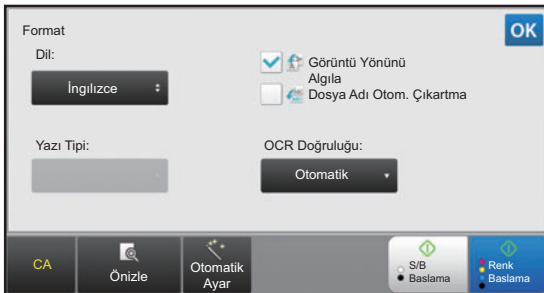 Format
OK
Dil:
İngılızce
Görüntü Yönünü
Algıla
Dosya Adı Otom. Çıkartma
Yazı Tipi:
OCR Doğruluğu:
Otomatik
CA
Önizle
Otomatik
Ayar
S/B
Baslama
Renk
Baslama